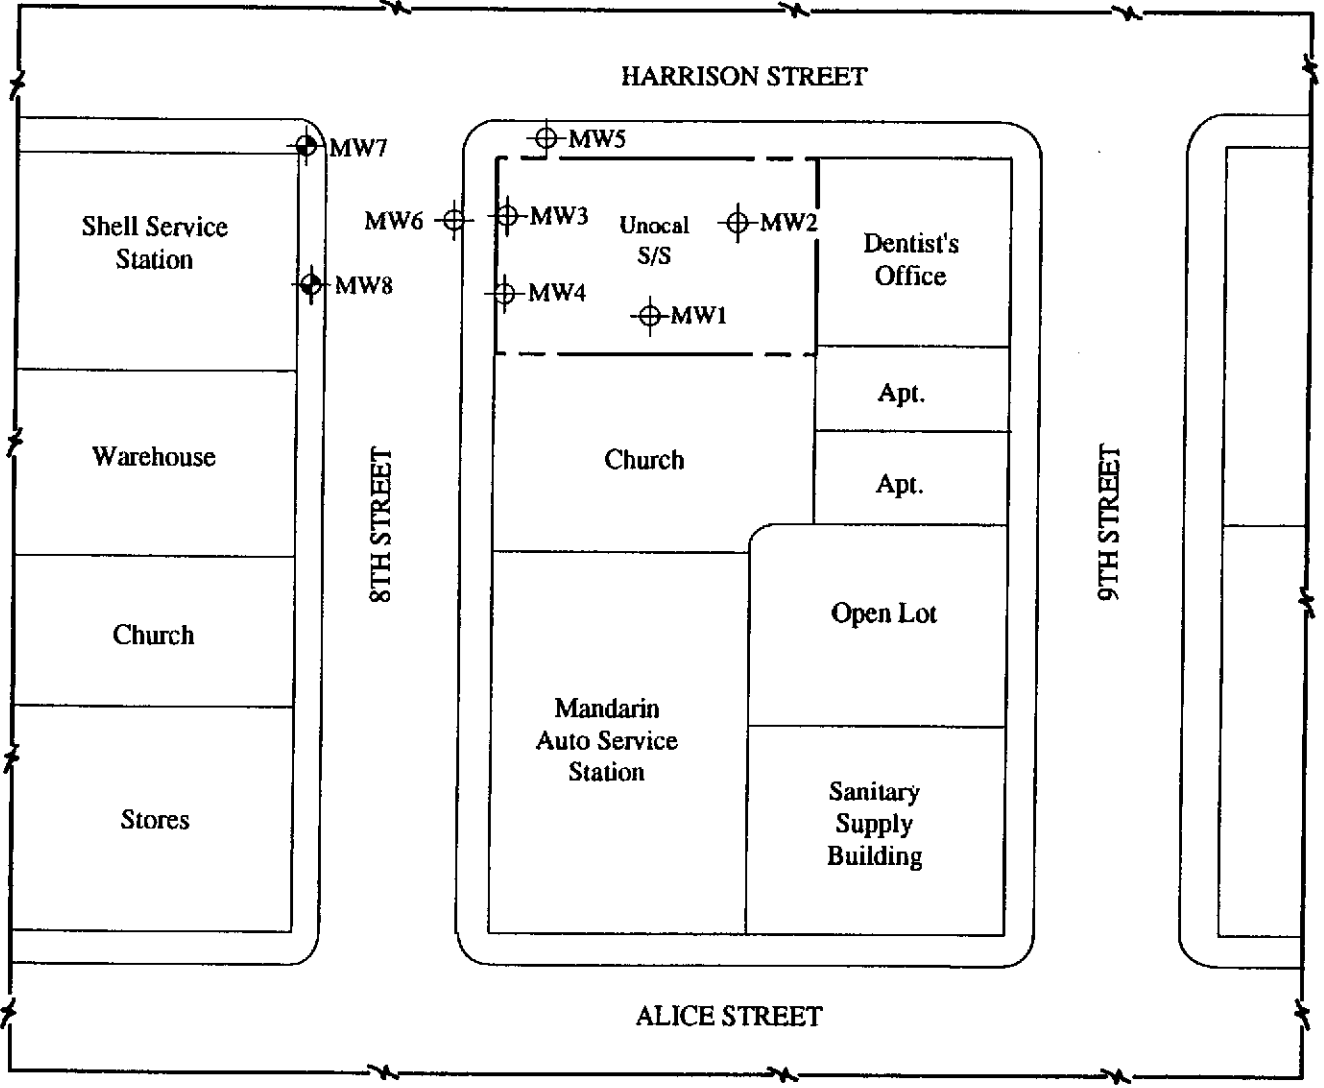 HARRISON STREET
MW7
MW5
MW6
MW3
Unocal
S/S
MW2
Shell Service
Station
Dentist's
Office
MW8
MW4
MW1
Apt.
Warehouse
Church
Apt.
8TH STREET
9TH STREET
Church
Open Lot
Mandarin
Auto Service
Station
Stores
Sanitary
Supply
Building
ALICE STREET